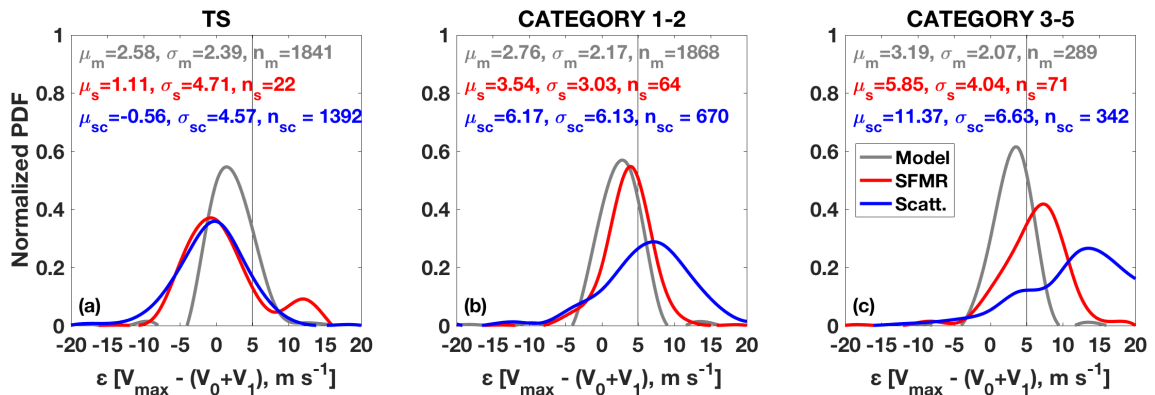 TS
μm=2.58, σm=2.39, nm=1841
μs=1.11, σs=4.71, ns=22
μsc=-0.56, σsc=4.57, nsc = 1392
(a)
Normalized PDF
1
0.8
0.6
0.4
0.2
0
-20 -15 -10 -5 0 5 10 15 20
ε [Vmax - (V0+V1), m s-1]
CATEGORY 1-2
μm=2.76, σm=2.17, nm=1868
μs=3.54, σs=3.03, ns=64
μsc=6.17, σsc=6.13, nsc = 670
(b)
1
0.8
0.6
0.4
0.2
0
-20 -15 -10 -5 0 5 10 15 20
ε [Vmax - (V0+V1), m s-1]
CATEGORY 3-5
μm=3.19, σm=2.07, nm=289
μs=5.85, σs=4.04, ns=71
μsc=11.37, σsc=6.63, nsc = 342
Model
SFMR
Scatt.
(c)
1
0.8
0.6
0.4
0.2
0
-20 -15 -10 -5 0 5 10 15 20
ε [Vmax - (V0+V1), m s-1]